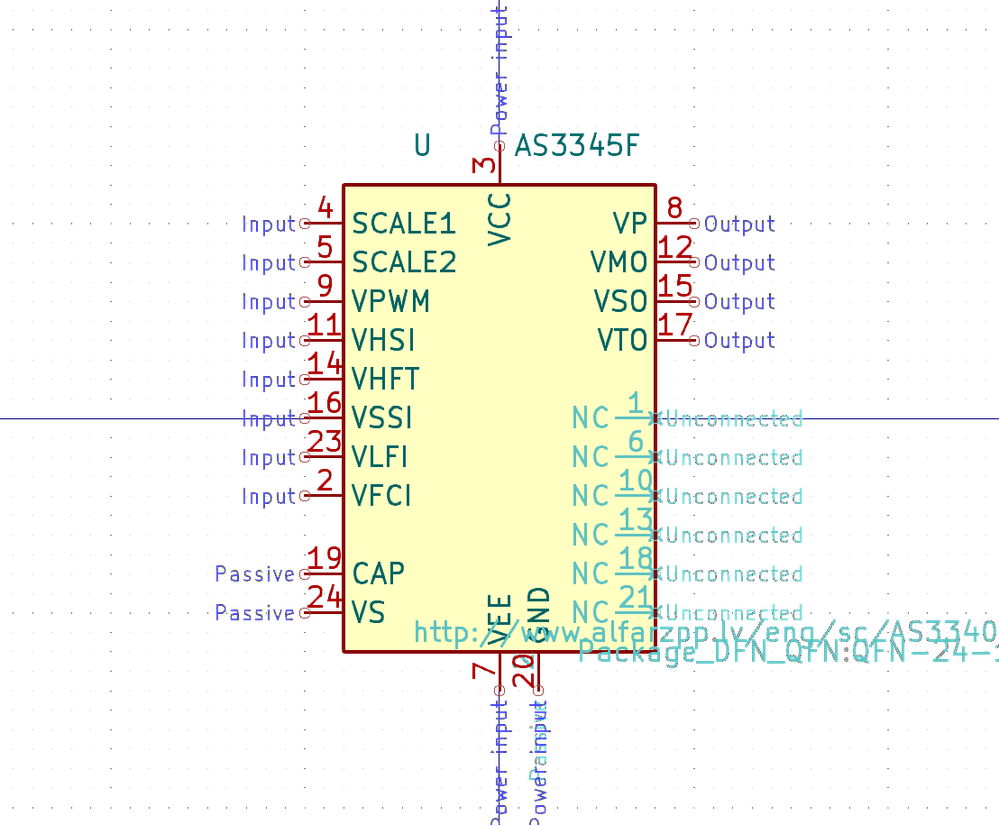 Power input
U AS3345F
3
VCC
Input 4 SCALE1 VP 8 Output
Input 5 SCALE2 VMO 12 Output
Input 9 VPWM VSO 15 Output
Input 11 VHSI VTO 17 Output
Input 14 VHFT
Input 16 VSSI NC 1 Unconnected
Input 23 VLFI NC 6 Unconnected
Input 2 VFCI NC 10 Unconnected
NC 13 Unconnected
Passive 19 CAP NC 18 Unconnected
Passive 24 VS NC 21 Unconnected
VEE GND
http://www.alfarzpp.lv/eng/sc/AS3340
Package_DFN_QFN:QFN-24-1
7 20
Power input Power input
Passive